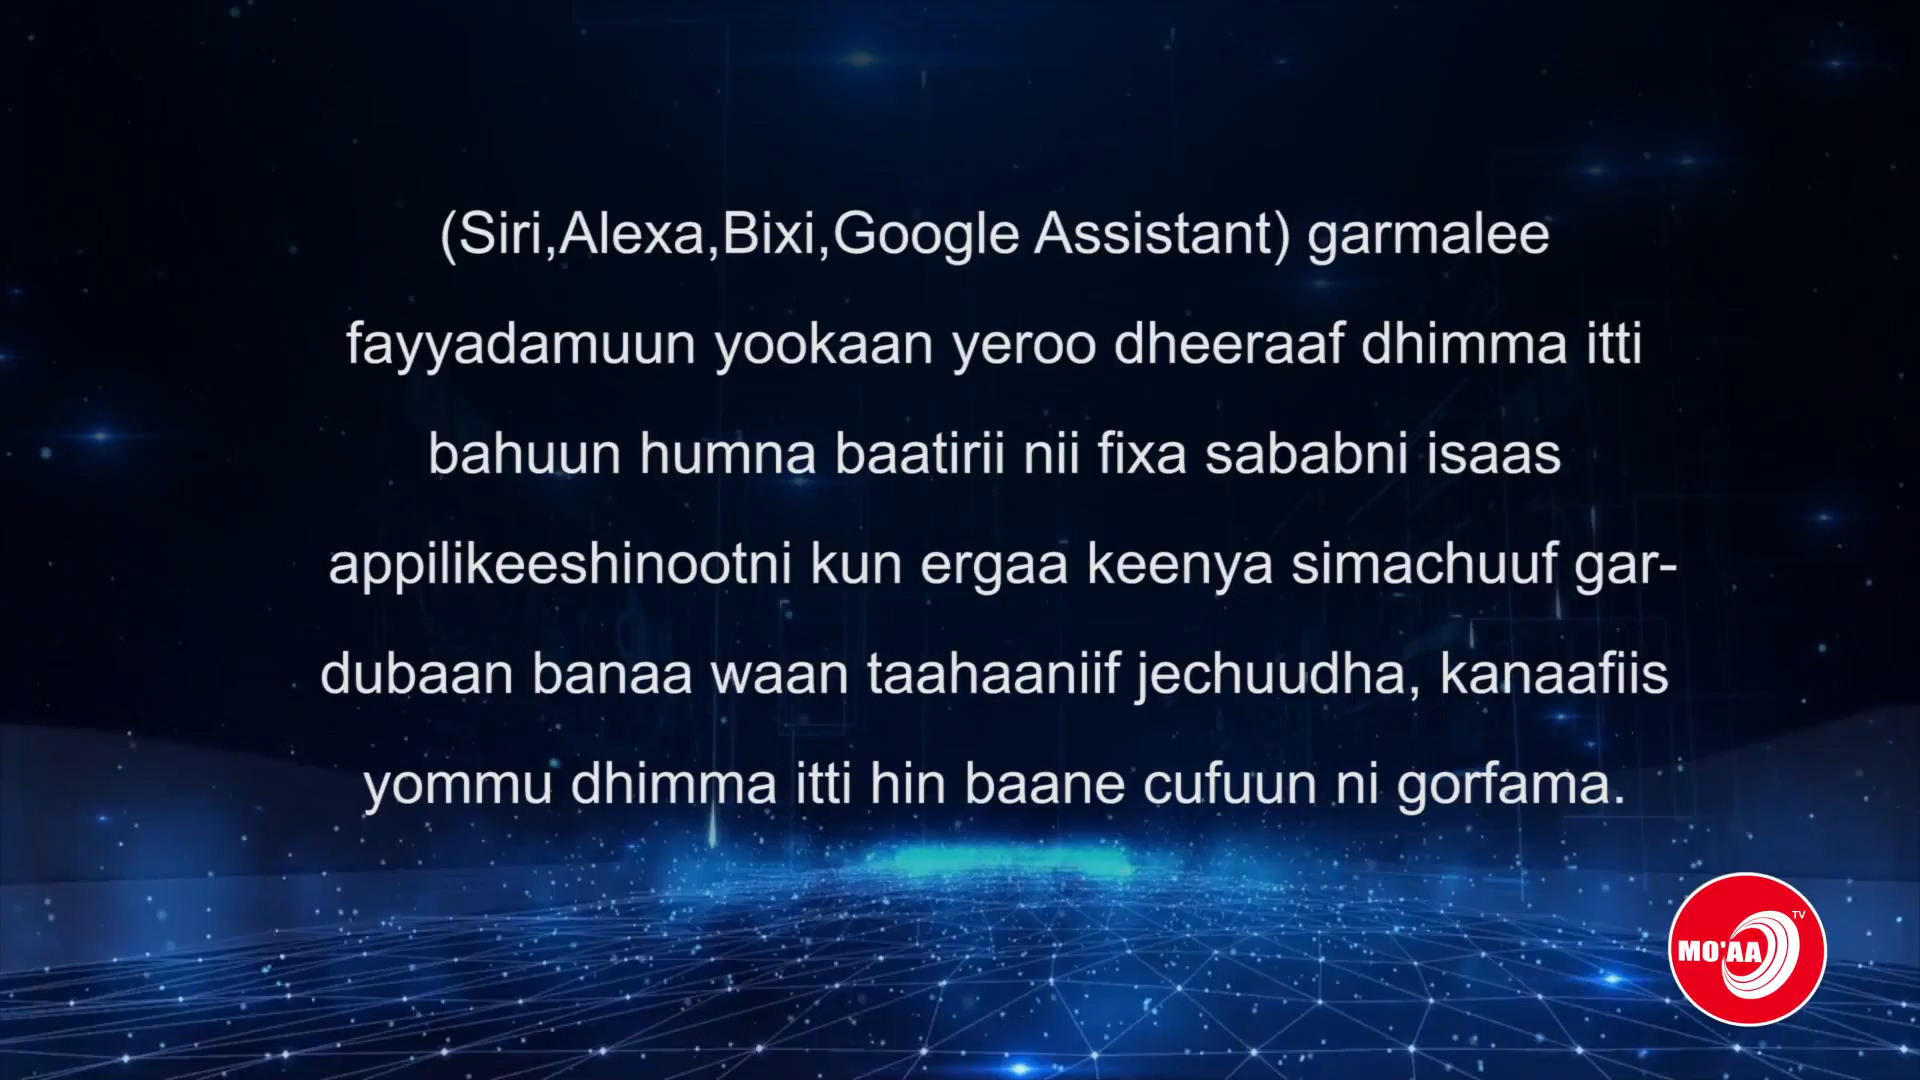 (Siri,Alexa,Bixi,Google Assistant) garmalee
fayyadamuun yookaan yeroo dheeraaf dhimma itti
bahuun humna baatirii nii fixa sababni isaas
appilikeeshinootni kun ergaa keenya simachuuf gar-
dubaan banaa waan taahaaniif jechuudha, kanaafiis
yommu dhimma itti hin baane cufuun ni gorfama.
TV
MO'AA